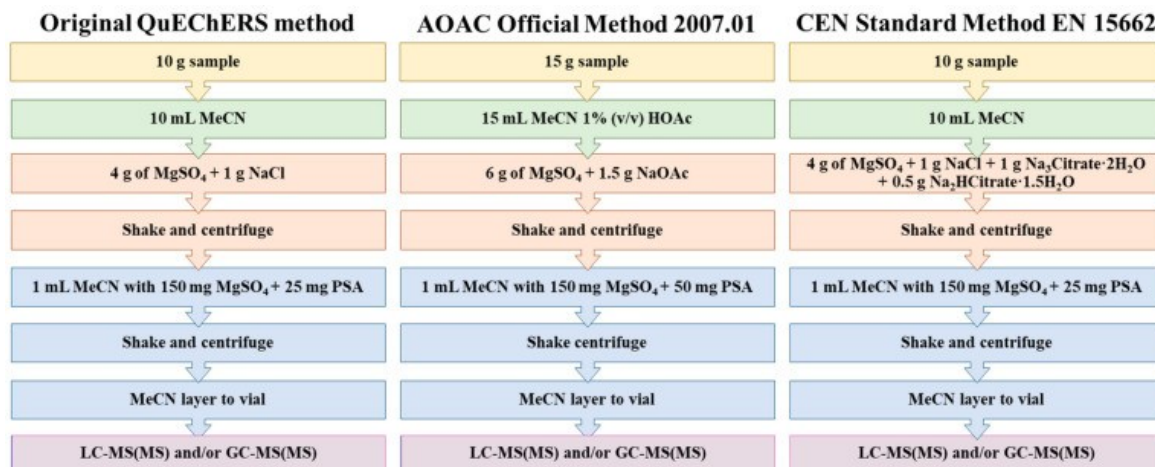 Original QuEChERS method
10 g sample
10 mL MeCN
4 g of MgSO₄ + 1 g NaCl
Shake and centrifuge
1 mL MeCN with 150 mg MgSO₄ + 25 mg PSA
Shake and centrifuge
MeCN layer to vial
LC-MS(MS) and/or GC-MS(MS)
AOAC Official Method 2007.01
15 g sample
15 mL MeCN 1% (v/v) HOAc
6 g of MgSO₄ + 1.5 g NaOAc
Shake and centrifuge
1 mL MeCN with 150 mg MgSO₄ + 50 mg PSA
Shake centrifuge
MeCN layer to vial
LC-MS(MS) and/or GC-MS(MS)
CEN Standard Method EN 15662
10 g sample
10 mL MeCN
4 g of MgSO₄ + 1 g NaCl + 1 g Na₃Citrate·2H₂O
+ 0.5 g Na₂HCitrate·1.5H₂O
Shake and centrifuge
1 mL MeCN with 150 mg MgSO₄ + 25 mg PSA
Shake and centrifuge
MeCN layer to vial
LC-MS(MS) and/or GC-MS(MS)